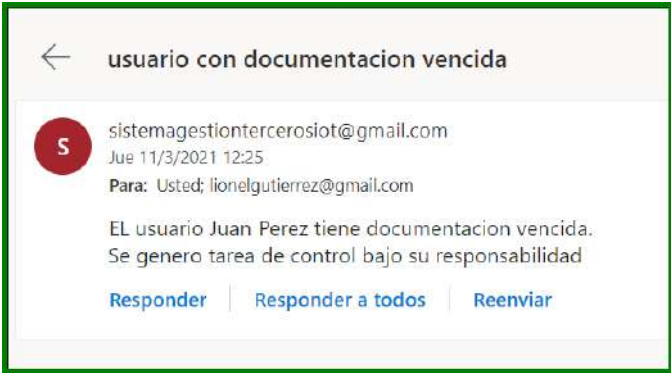 usuario con documentacion vencida
S
sistemagestiontercerosiot@gmail.com
Jue 11/3/2021 12:25
Para: Usted; lionelgutierrez@gmail.com
EL usuario Juan Perez tiene documentacion vencida.
Se genero tarea de control bajo su responsabilidad
Responder Responder a todos Reenviar